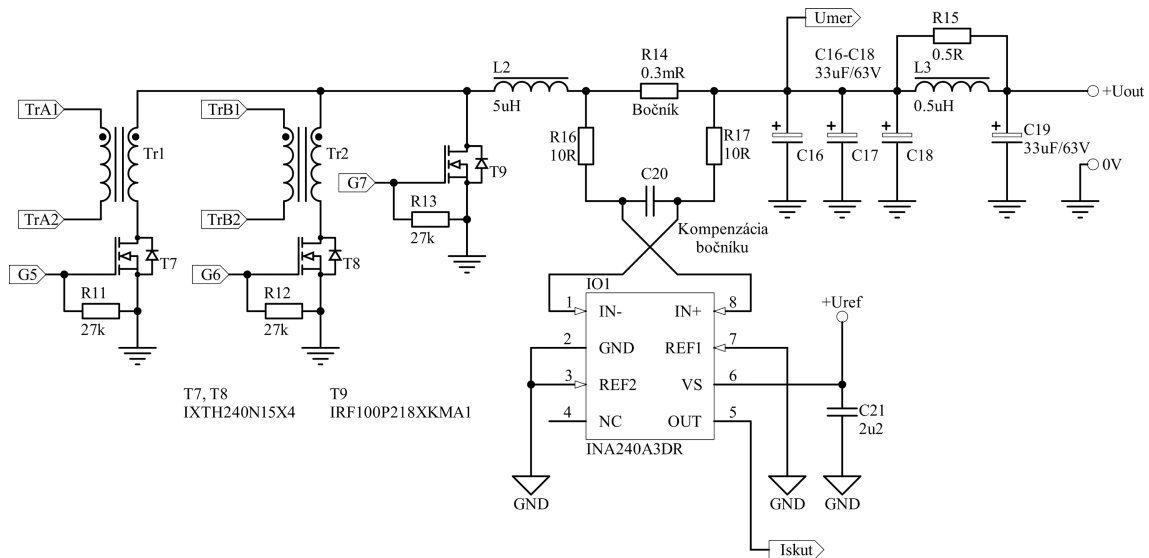 Umer
R15
0.5R
R14
0.3mR
C16-C18
33uF/63V
L2
L3
TrA1
TrB1
5uH
Bočník
0.5uH
+Uout
R16
10R
R17
10R
C19
33uF/63V
Tr1
Tr2
C16
C17
C18
0V
T9
C20
G7
R13
27k
TrA2
TrB2
Kompenzácia
bočníku
G5
T7
G6
T8
R11
27k
R12
27k
IO1
+Uref
1
IN-
IN+
8
2
GND
REF1
7
3
REF2
VS
6
4
NC
OUT
5
INA240A3DR
C21
2u2
T7, T8
IXTH240N15X4
T9
IRF100P218XKMA1
GND
GND
GND
Iskut